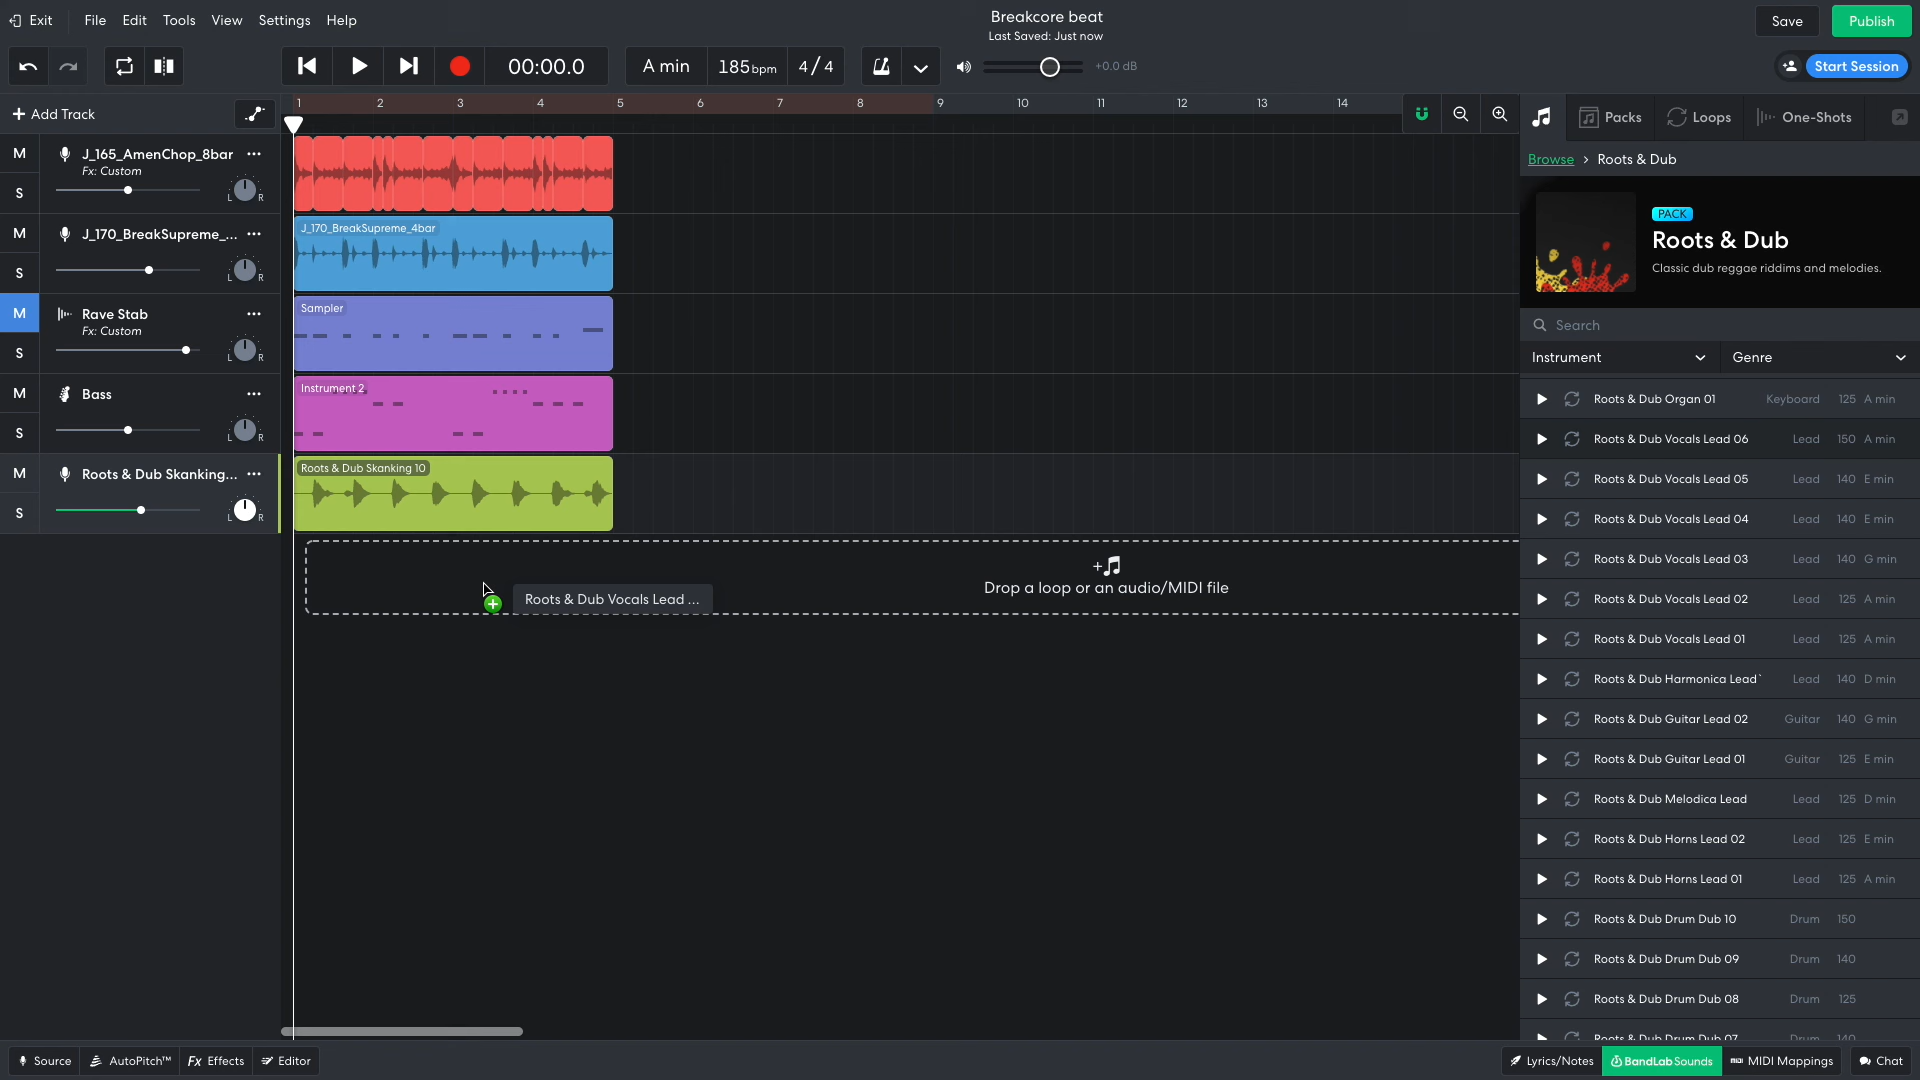 Exit File Edit Tools View Settings Help
Breakcore beat
Last Saved: Just now
Save
Publish
00:00.0
A min
185bpm
4/4
+0.0 dB
Start Session
+ Add Track
1 2 3 4 5 6 7 8 9 10 11 12 13 14
Packs
Loops
One-Shots
Browse › Roots & Dub
M
J_165_AmenChop_8bar
Fx: Custom
S
L R
M
J_170_BreakSupreme_...
S
L R
M
Rave Stab
Fx: Custom
S
L R
M
Bass
S
L R
M
Roots & Dub Skanking...
S
L R
J_170_BreakSupreme_4bar
Sampler
Instrument 2
Roots & Dub Skanking 10
Drop a loop or an audio/MIDI file
Roots & Dub Vocals Lead ...
PACK
Roots & Dub
Classic dub reggae riddims and melodies.
Search
Instrument
Genre
Roots & Dub Organ 01 Keyboard 125 A min
Roots & Dub Vocals Lead 06 Lead 150 A min
Roots & Dub Vocals Lead 05 Lead 140 E min
Roots & Dub Vocals Lead 04 Lead 140 E min
Roots & Dub Vocals Lead 03 Lead 140 G min
Roots & Dub Vocals Lead 02 Lead 125 A min
Roots & Dub Vocals Lead 01 Lead 125 A min
Roots & Dub Harmonica Lead` Lead 140 D min
Roots & Dub Guitar Lead 02 Guitar 140 G min
Roots & Dub Guitar Lead 01 Guitar 125 E min
Roots & Dub Melodica Lead Lead 125 D min
Roots & Dub Horns Lead 02 Lead 125 E min
Roots & Dub Horns Lead 01 Lead 125 A min
Roots & Dub Drum Dub 10 Drum 150
Roots & Dub Drum Dub 09 Drum 140
Roots & Dub Drum Dub 08 Drum 125
Roots & Dub Drum Dub 07 Drum 140
Source
AutoPitch™
Fx Effects
Editor
Lyrics/Notes
BandLab Sounds
MIDI Mappings
Chat